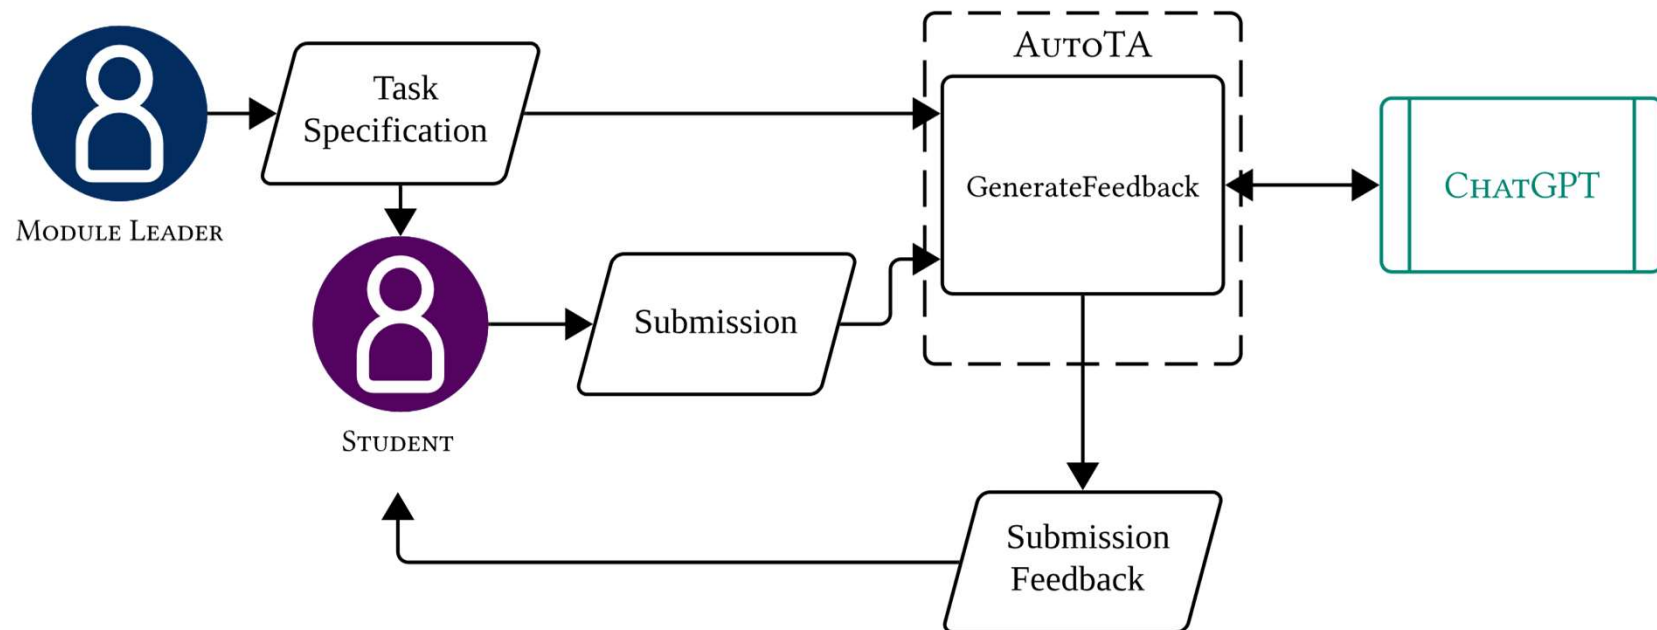 AutoTA
Task
Specification
GenerateFeedback
ChatGPT
Module Leader
Submission
Student
Submission
Feedback